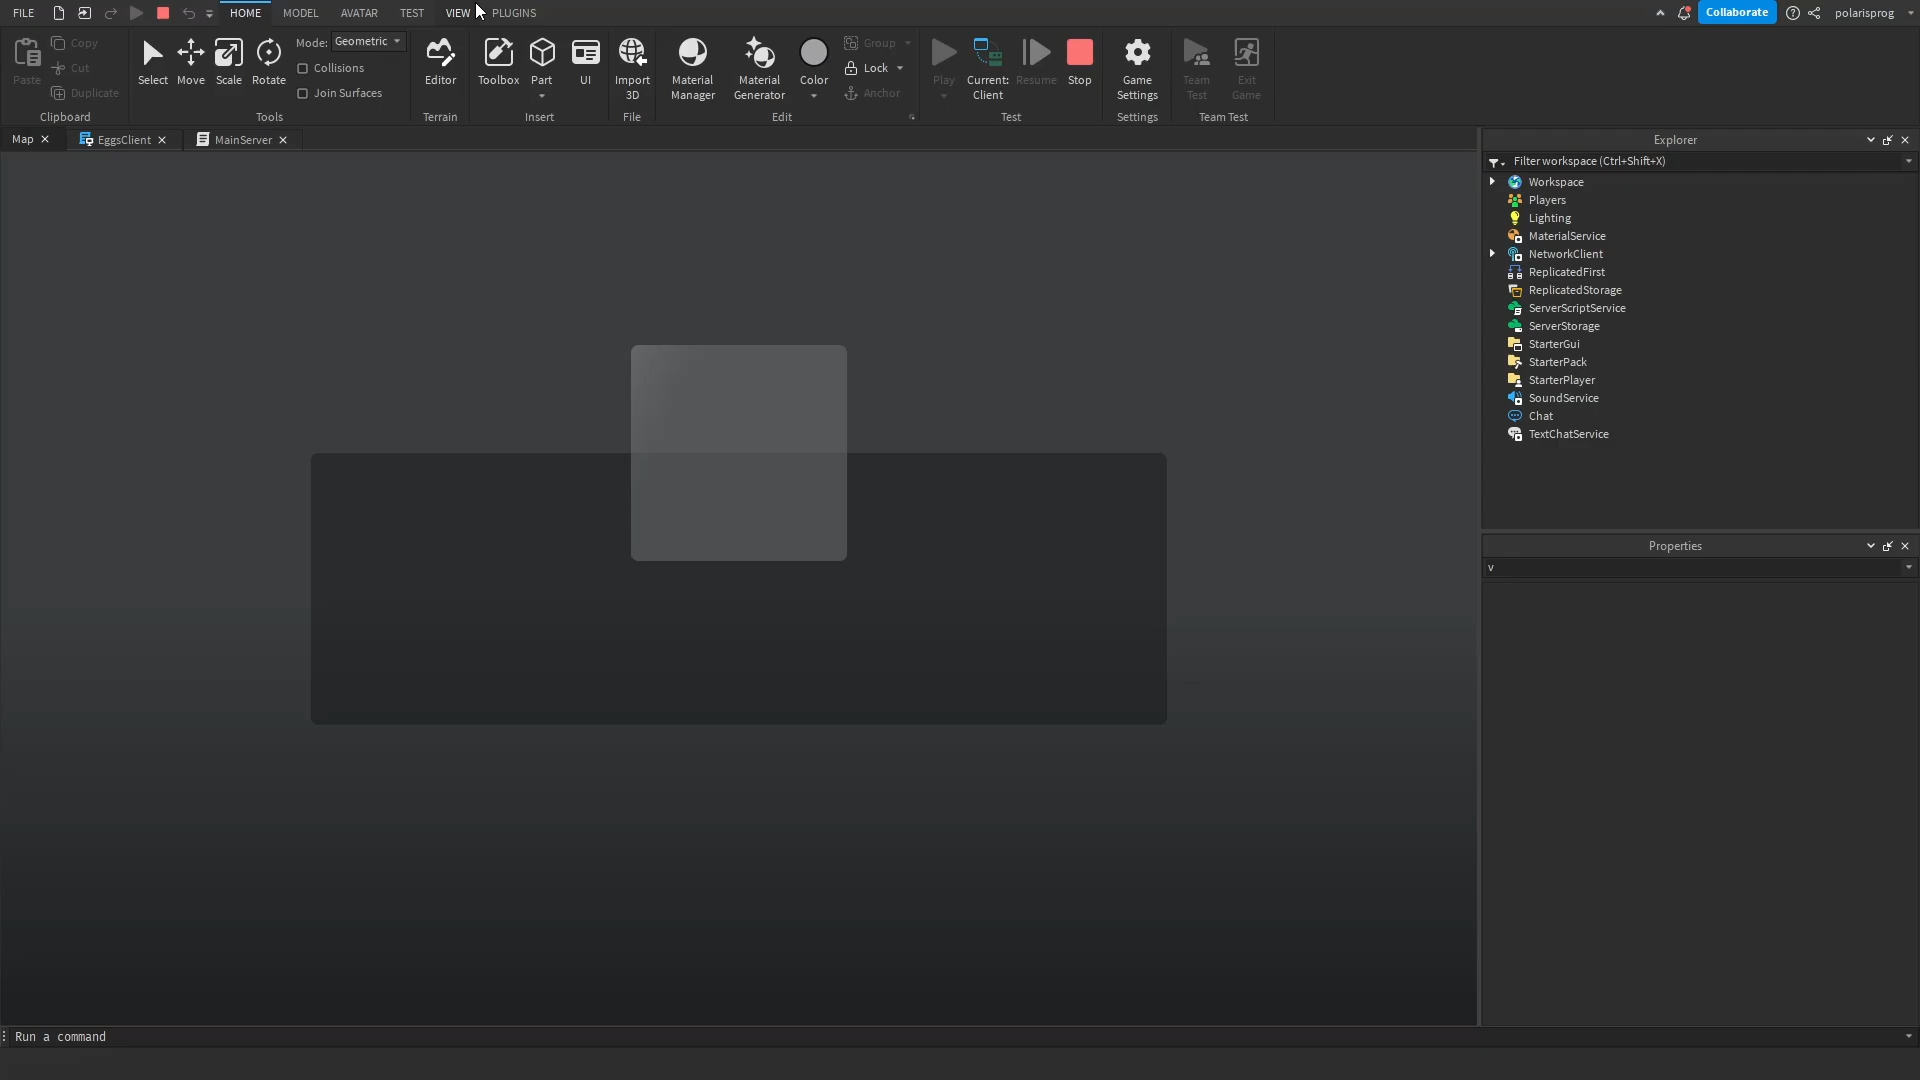 FILE HOME MODEL AVATAR TEST VIEW PLUGINS Collaborate polarisprog
Paste Copy Cut Duplicate
Clipboard
Select Move Scale Rotate
Mode: Geometric
Collisions
Join Surfaces
Tools
Editor
Terrain
Toolbox Part UI
Insert
Import
3D
File
Material
Manager
Material
Generator
Color
Group
Lock
Anchor
Edit
Play
Current:
Client
Resume
Stop
Test
Game
Settings
Settings
Team
Test
Exit
Game
Team Test
Map EggsClient MainServer
Explorer
Filter workspace (Ctrl+Shift+X)
Workspace
Players
Lighting
MaterialService
NetworkClient
ReplicatedFirst
ReplicatedStorage
ServerScriptService
ServerStorage
StarterGui
StarterPack
StarterPlayer
SoundService
Chat
TextChatService
Properties
v
Run a command